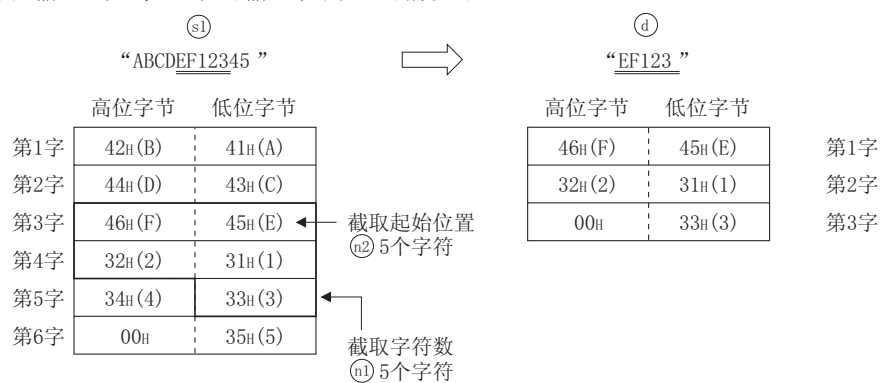 s1
d
“ABCDEF12345 ”
“EF123 ”
高位字节 低位字节
高位字节 低位字节
第1字 42H(B) 41H(A)
46H(F) 45H(E) 第1字
第2字 44H(D) 43H(C)
32H(2) 31H(1) 第2字
第3字 46H(F) 45H(E)
00H 33H(3) 第3字
截取起始位置
n2 5个字符
第4字 32H(2) 31H(1)
第5字 34H(4) 33H(3)
第6字 00H 35H(5)
截取字符数
n1 5个字符